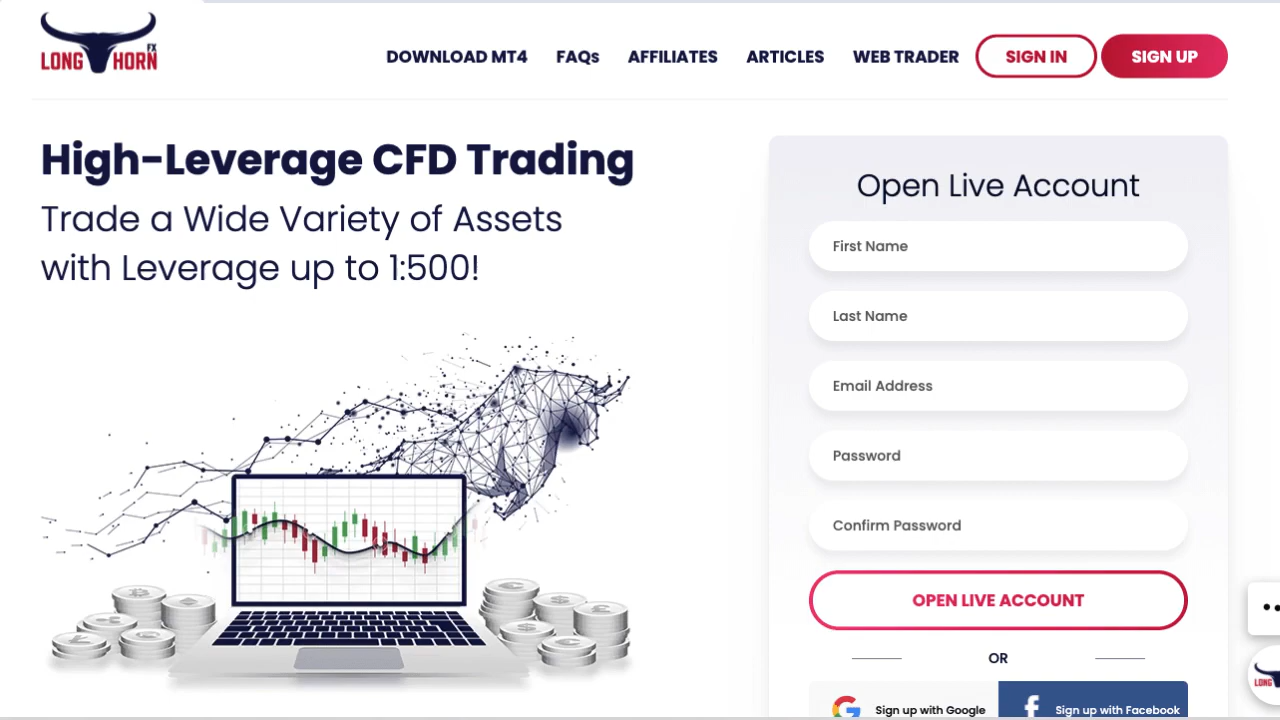 LONG HORN FX
DOWNLOAD MT4 FAQs AFFILIATES ARTICLES WEB TRADER SIGN IN SIGN UP
High-Leverage CFD Trading
Trade a Wide Variety of Assets
with Leverage up to 1:500!
Open Live Account
First Name
Last Name
Email Address
Password
Confirm Password
OPEN LIVE ACCOUNT
OR
Sign up with Google
Sign up with Facebook
LONG